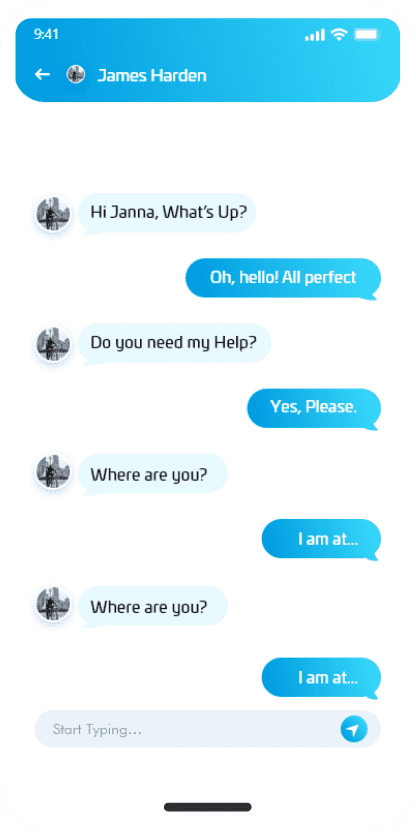 9:41
James Harden
Hi Janna, What's Up?
Oh, hello! All perfect
Do you need my Help?
Yes, Please.
Where are you?
I am at...
Where are you?
I am at...
Start Typing...